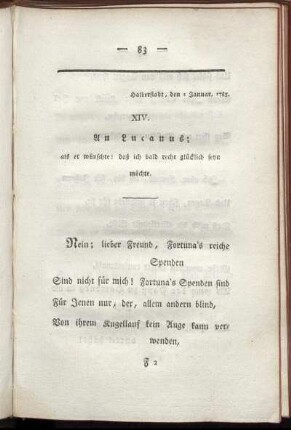 — 83 —
Halberstadt, den 1 Januar. 1785.
XIV.
An Lucanus;
als er wünschte: daß ich bald recht glücklich seyn
möchte.
Nein; lieber Freund, Fortuna's reiche
Spenden
Sind nicht für mich! Fortuna's Spenden sind
Für Jenen nur, der, allem andern blind,
Von ihrem Kugellauf kein Auge kann ver-
wenden,
F 2